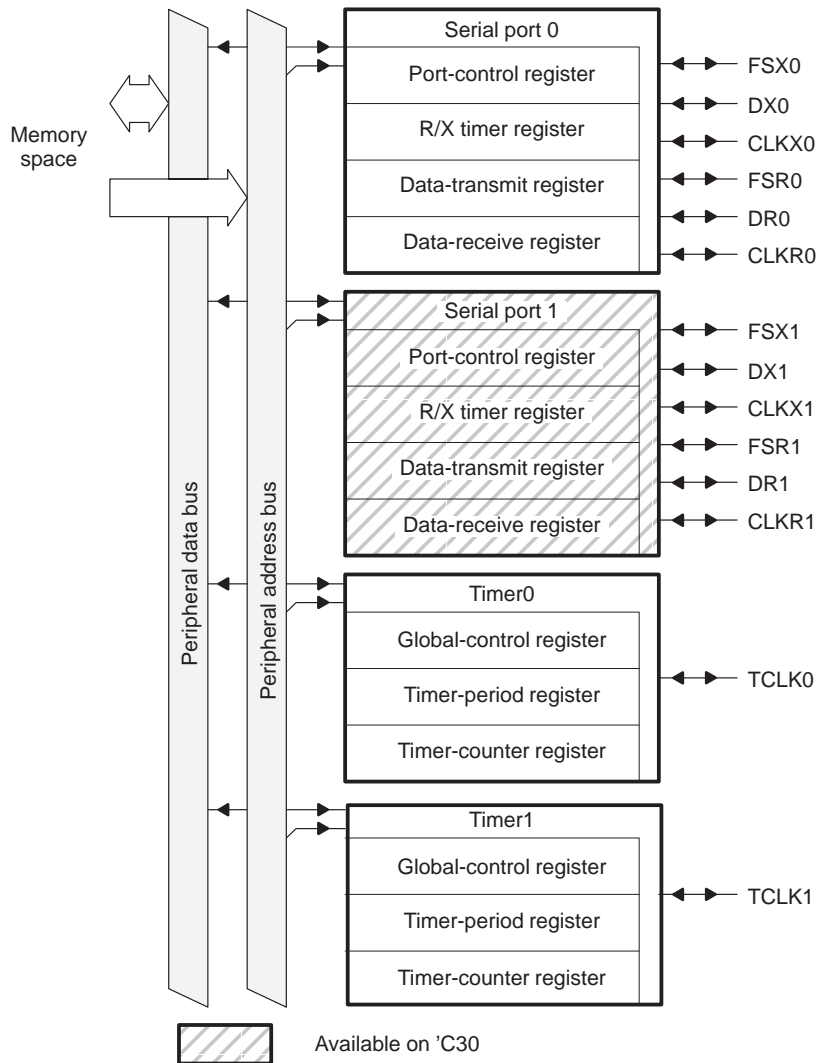 Serial port 0
Port-control register
R/X timer register
Data-transmit register
Data-receive register
FSX0
DX0
CLKX0
FSR0
DR0
CLKR0
Memory
space
Serial port 1
Port-control register
R/X timer register
Data-transmit register
Data-receive register
FSX1
DX1
CLKX1
FSR1
DR1
CLKR1
Peripheral data bus
Peripheral address bus
Timer0
Global-control register
Timer-period register
Timer-counter register
TCLK0
Timer1
Global-control register
Timer-period register
Timer-counter register
TCLK1
Available on ’C30